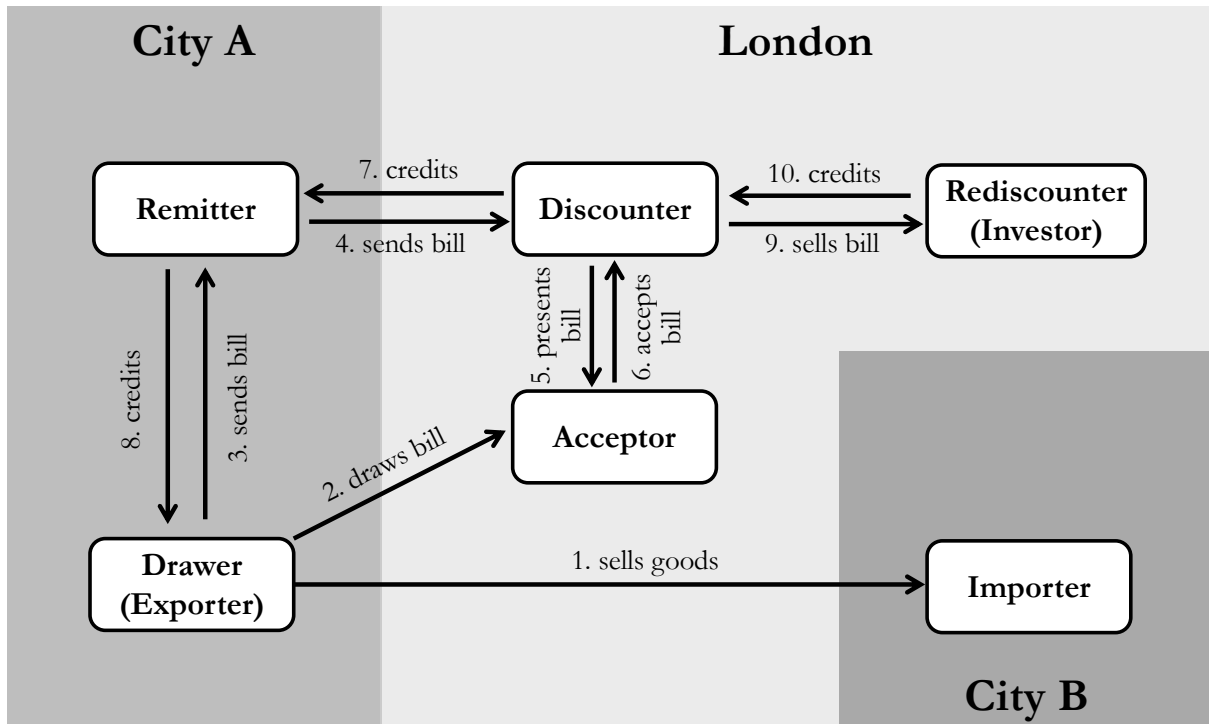 City A
London
7. credits
10. credits
Remitter
Discounter
Rediscounter
(Investor)
4. sends bill
9. sells bill
8. credits
3. sends bill
5. presents
bill
6. accepts
bill
Acceptor
2. draws bill
Drawer
(Exporter)
1. sells goods
Importer
City B